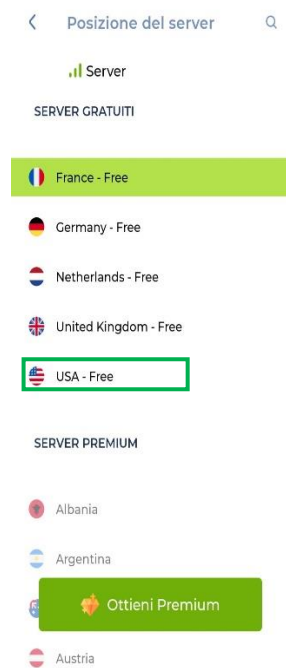 Posizione del server
Server
SERVER GRATUITI
France - Free
Germany - Free
Netherlands - Free
United Kingdom - Free
USA - Free
SERVER PREMIUM
Albania
Argentina
Ottieni Premium
Austria